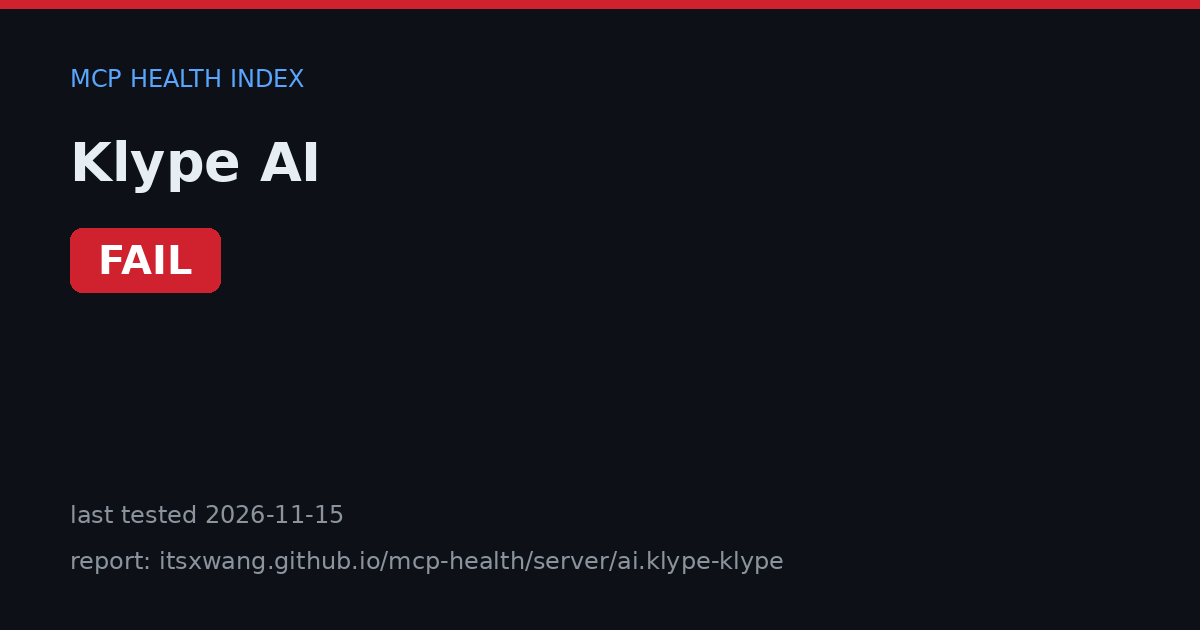 MCP HEALTH INDEX
Klype AI
FAIL
last tested 2026-11-15
report: itsxwang.github.io/mcp-health/server/ai.klype-klype